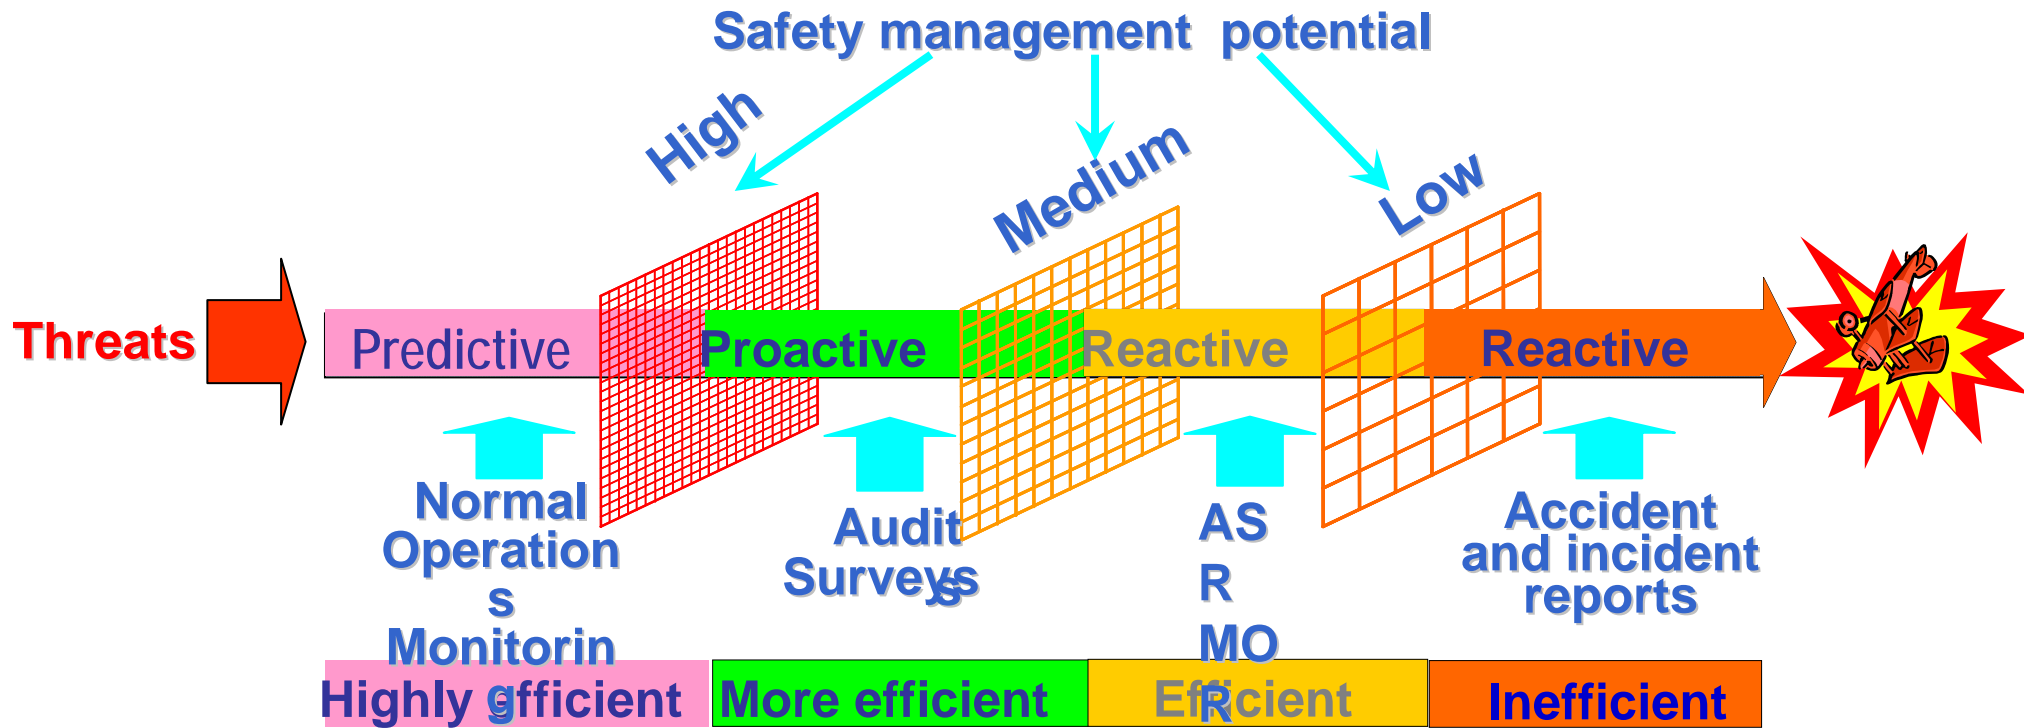 Safety management potential
High
Medium
Low
Threats
Predictive
Proactive
Reactive
Reactive
Normal
Operation
s
Monitorin
g
Audit
s
Surveys
AS
R
MO
R
Accident
and incident
reports
Highly efficient
More efficient
Efficient
Inefficient